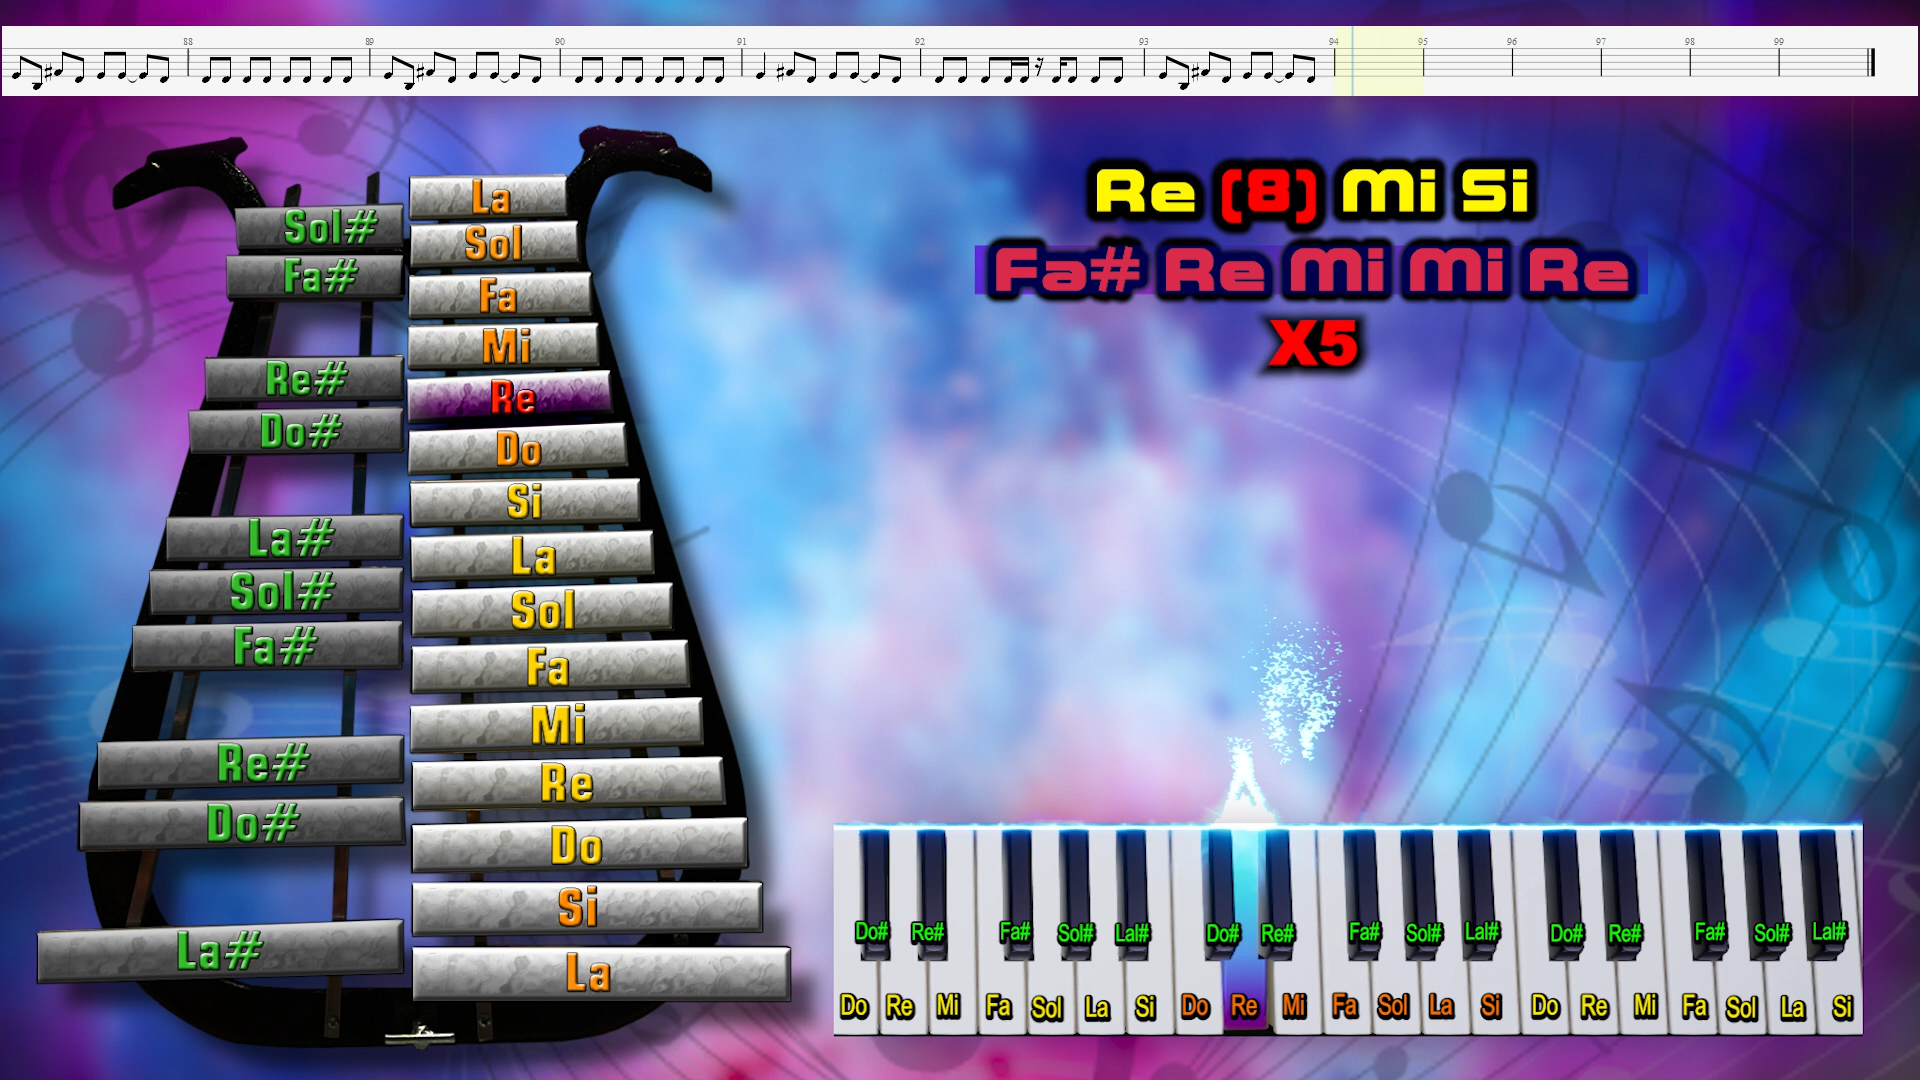 88 89 90 91 92 93 94 95 96 97 98 99
Re (8) Mi Si
Fa# Re Mi Mi Re
X5
La
Sol#
Sol
Fa#
Fa
Mi
Re#
Re
Do#
Do
Si
La#
La
Sol#
Sol
Fa#
Fa
Mi
Re#
Re
Do#
Do
Si
La#
La
Do# Re# Fa# Sol# Lal# Do# Re# Fa# Sol# Lal# Do# Re# Fa# Sol# Lal#
Do Re Mi Fa Sol La Si Do Re Mi Fa Sol La Si Do Re Mi Fa Sol La Si